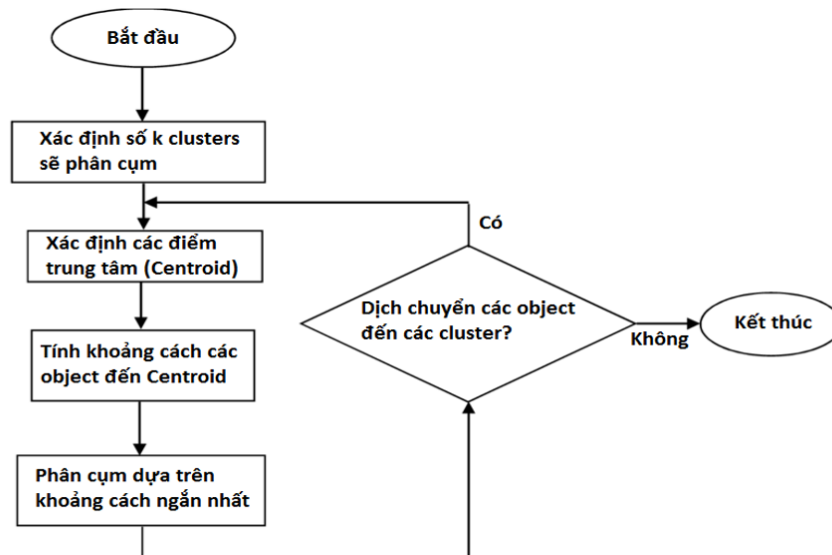 Bắt đầu
Xác định số k clusters
sẽ phân cụm
Xác định các điểm
trung tâm (Centroid)
Tính khoảng cách các
object đến Centroid
Phân cụm dựa trên
khoảng cách ngắn nhất
Có
Dịch chuyển các object
đến các cluster?
Không
Kết thúc